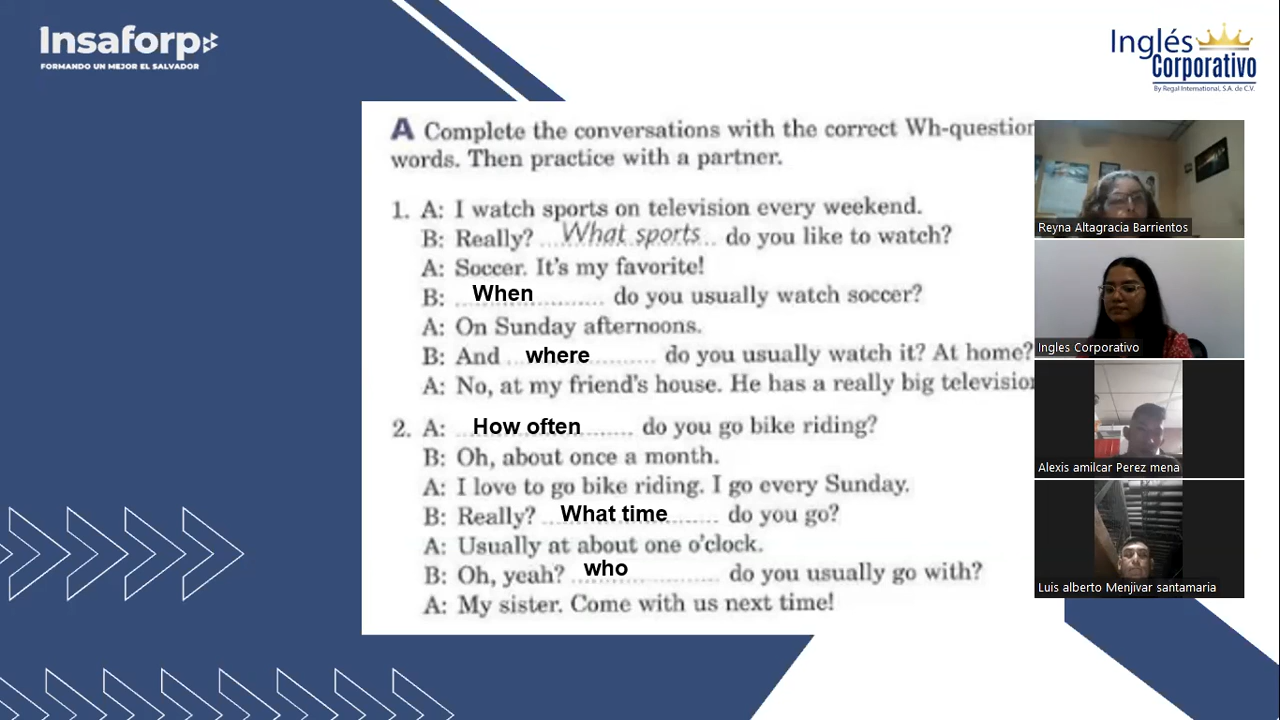 Insaforp
FORMANDO UN MEJOR EL SALVADOR
Inglés
Corporativo
By Regal International, S.A. de C.V.
A Complete the conversations with the correct Wh-question
words. Then practice with a partner.
1. A: I watch sports on television every weekend.
B: Really? What sports do you like to watch?
A: Soccer. It's my favorite!
B: When do you usually watch soccer?
A: On Sunday afternoons.
B: And where do you usually watch it? At home?
A: No, at my friend's house. He has a really big television
2. A: How often do you go bike riding?
B: Oh, about once a month.
A: I love to go bike riding. I go every Sunday.
B: Really? What time do you go?
A: Usually at about one o'clock.
B: Oh, yeah? who do you usually go with?
A: My sister. Come with us next time!
Reyna Altagracia Barrientos
Ingles Corporativo
Alexis amilcar Perez mena
Luis alberto Menjivar santamaria